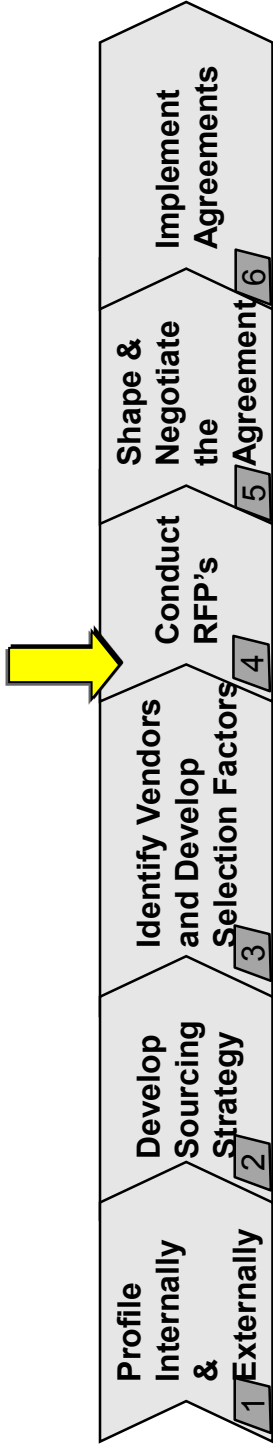 Profile
Internally
&
Externally
1
Develop
Sourcing
Strategy
2
Identify Vendors
and Develop
Selection Factors
3
Conduct
RFP's
4
Shape &
Negotiate
the
Agreement
5
Implement
Agreements
6